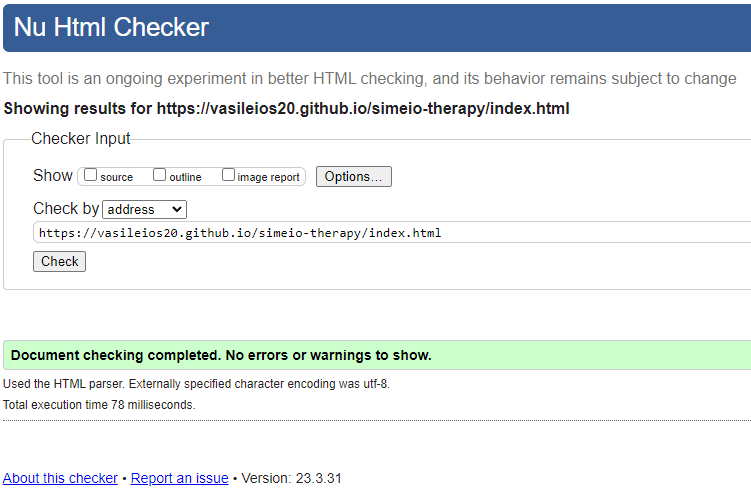 Nu Html Checker
This tool is an ongoing experiment in better HTML checking, and its behavior remains subject to change
Showing results for https://vasileios20.github.io/simeio-therapy/index.html
Checker Input
Show source outline image report Options...
Check by address
https://vasileios20.github.io/simeio-therapy/index.html
Check
Document checking completed. No errors or warnings to show.
Used the HTML parser. Externally specified character encoding was utf-8.
Total execution time 78 milliseconds.
About this checker • Report an issue • Version: 23.3.31